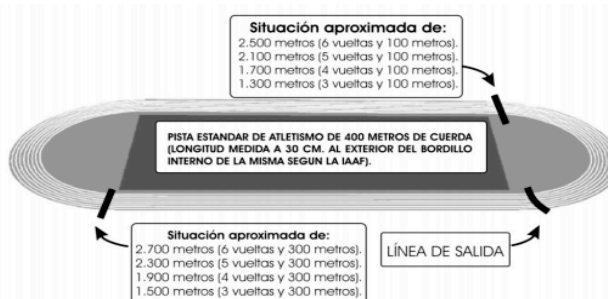 Situación aproximada de:
2.500 metros (6 vueltas y 100 metros).
2.100 metros (5 vueltas y 100 metros).
1.700 metros (4 vueltas y 100 metros).
1.300 metros (3 vueltas y 100 metros).
PISTA ESTANDAR DE ATLETISMO DE 400 METROS DE CUERDA
(LONGITUD MEDIDA A 30 CM. AL EXTERIOR DEL BORDILLO
INTERNO DE LA MISMA SEGUN LA IAAF).
Situación aproximada de:
2.700 metros (6 vueltas y 300 metros).
2.300 metros (5 vueltas y 300 metros).
1.900 metros (4 vueltas y 300 metros).
1.500 metros (3 vueltas y 300 metros).
LÍNEA DE SALIDA